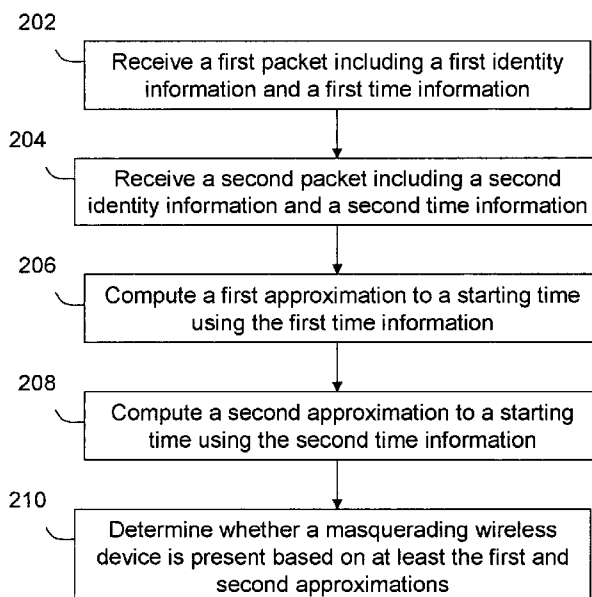 202
Receive a first packet including a first identity
information and a first time information
204
Receive a second packet including a second
identity information and a second time information
206
Compute a first approximation to a starting time
using the first time information
208
Compute a second approximation to a starting
time using the second time information
210
Determine whether a masquerading wireless
device is present based on at least the first and
second approximations